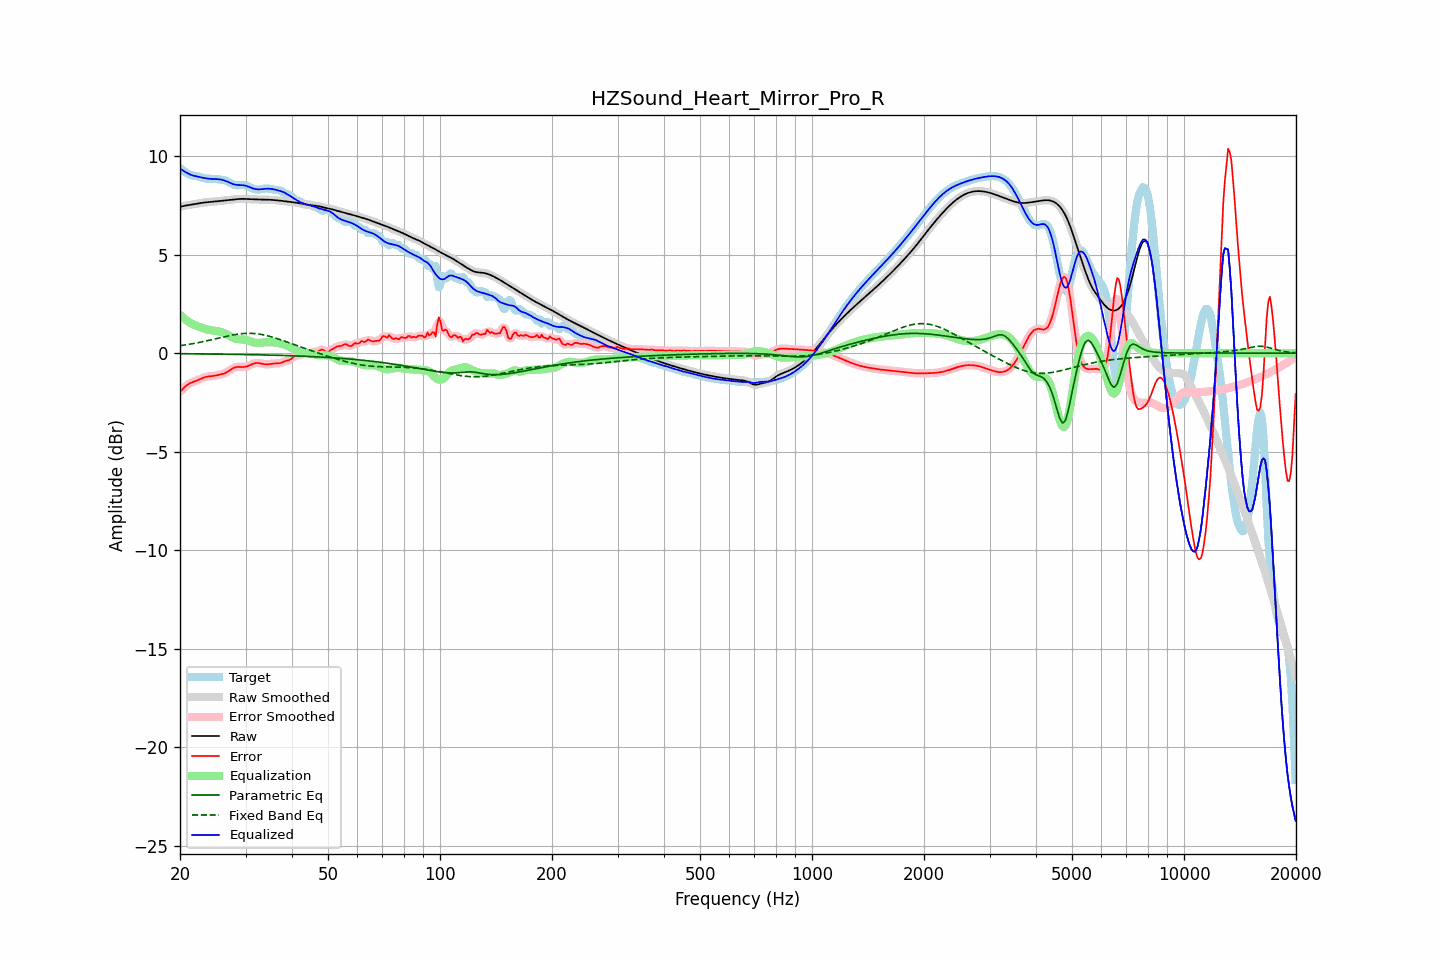 HZSound_Heart_Mirror_Pro_R
10
5
0
−5
−10
−15
−20
−25
Amplitude (dBr)
Target
Raw Smoothed
Error Smoothed
Raw
Error
Equalization
Parametric Eq
Fixed Band Eq
Equalized
20 50 100 200 500 1000 2000 5000 10000 20000
Frequency (Hz)